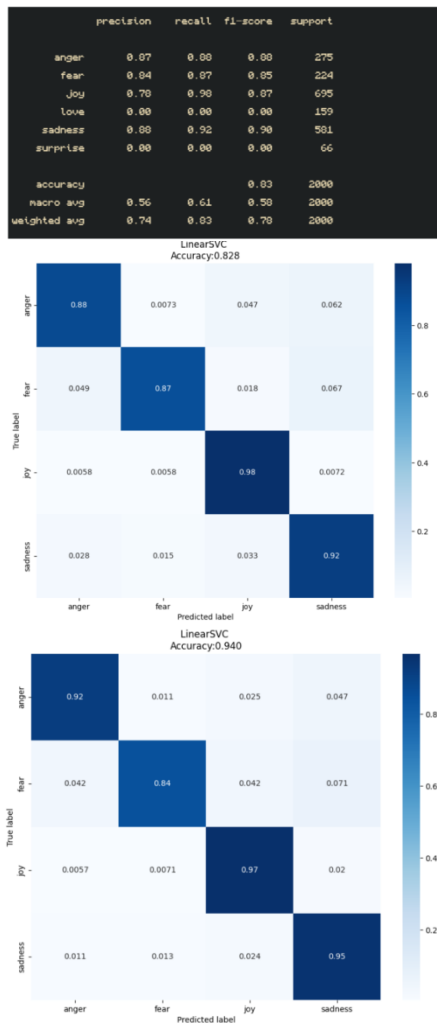 precision recall f1-score support
anger 0.87 0.88 0.88 275
fear 0.84 0.87 0.85 224
joy 0.78 0.98 0.87 695
love 0.00 0.00 0.00 159
sadness 0.88 0.92 0.90 581
surprise 0.00 0.00 0.00 66
accuracy 0.83 2000
macro avg 0.56 0.61 0.58 2000
weighted avg 0.74 0.83 0.78 2000
LinearSVC
Accuracy:0.828
anger 0.88 0.0073 0.047 0.062
fear 0.049 0.87 0.018 0.067
joy 0.0058 0.0058 0.98 0.0072
sadness 0.028 0.015 0.033 0.92
True label
anger fear joy sadness
Predicted label
0.8
0.6
0.4
0.2
LinearSVC
Accuracy:0.940
anger 0.92 0.011 0.025 0.047
fear 0.042 0.84 0.042 0.071
joy 0.0057 0.0071 0.97 0.02
sadness 0.011 0.013 0.024 0.95
True label
anger fear joy sadness
Predicted label
0.8
0.6
0.4
0.2